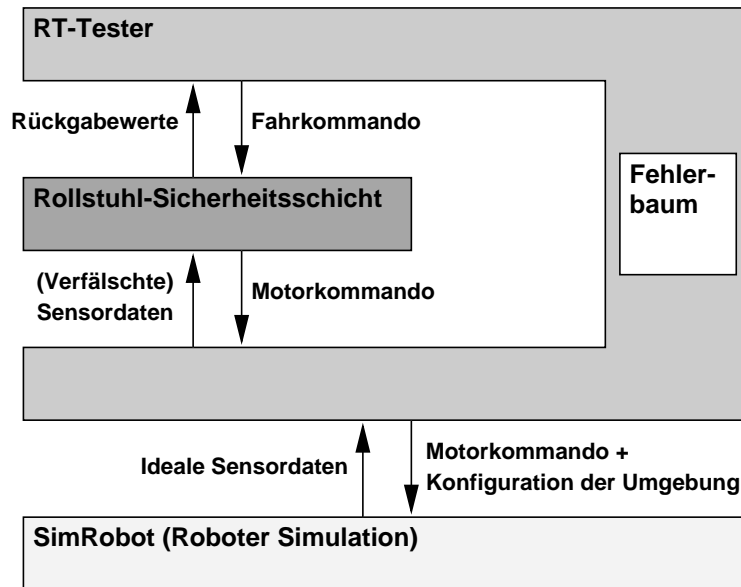 RT-Tester
Rückgabewerte
Fahrkommando
Fehler-
baum
Rollstuhl-Sicherheitsschicht
(Verfälschte)
Sensordaten
Motorkommando
Ideale Sensordaten
Motorkommando +
Konfiguration der Umgebung
SimRobot (Roboter Simulation)